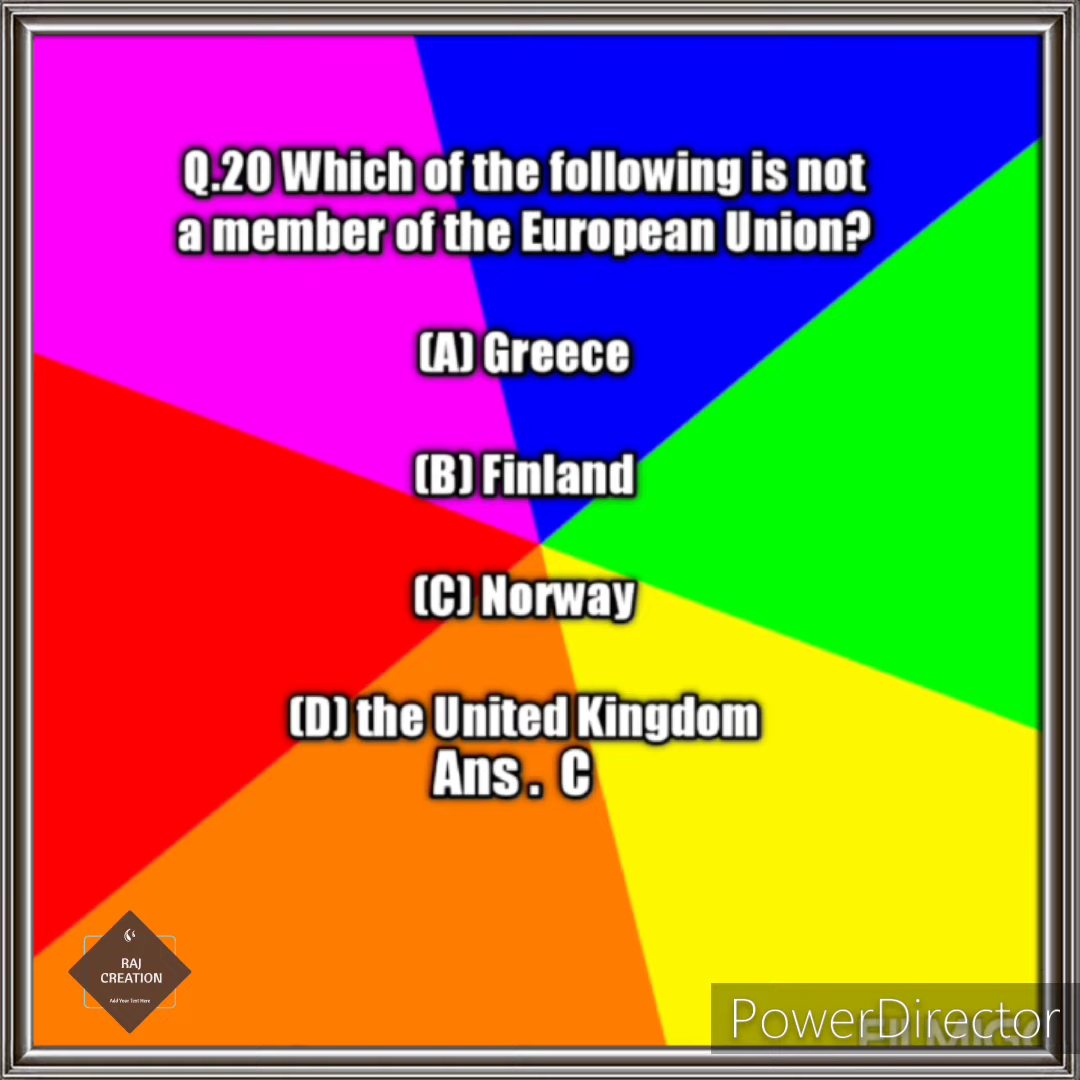 Q.20 Which of the following is not
a member of the European Union?
(A) Greece
(B) Finland
(C) Norway
(D) the United Kingdom
Ans . C
RAJ
CREATION
Add Your Text Here
PowerDirector